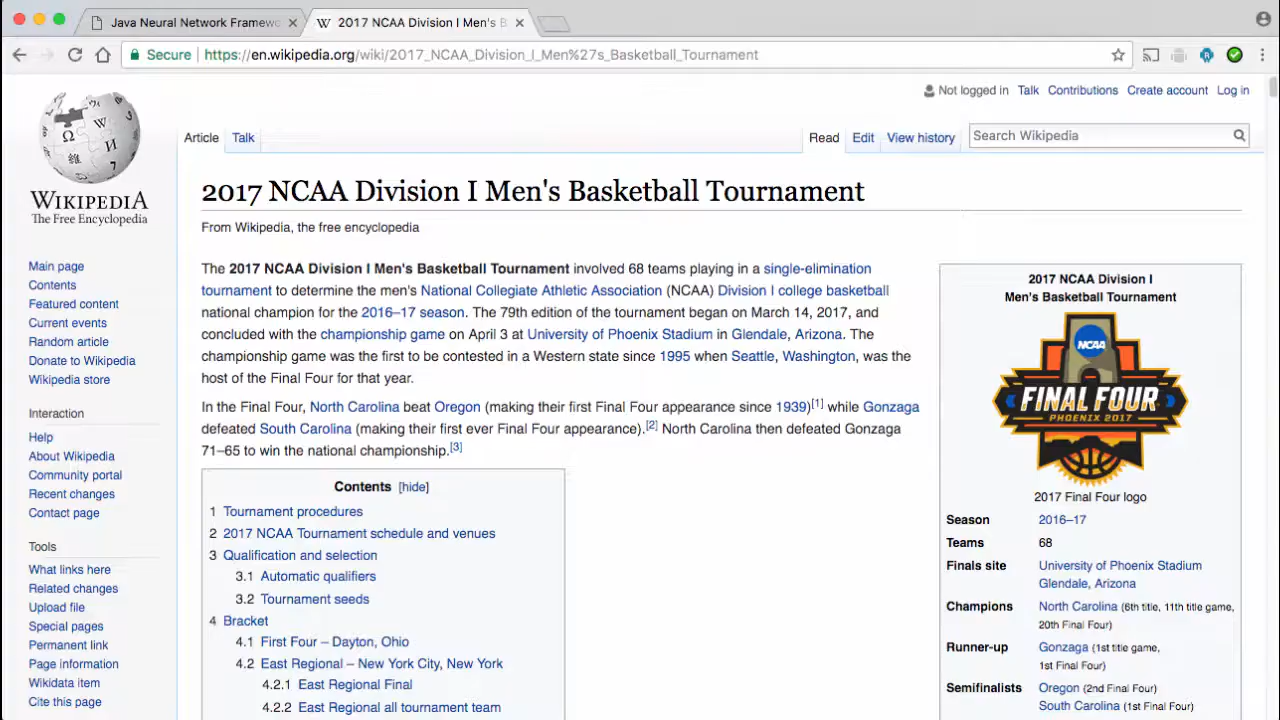 Java Neural Network Framewo
2017 NCAA Division I Men's B
Secure https://en.wikipedia.org/wiki/2017_NCAA_Division_I_Men%27s_Basketball_Tournament
Not logged in Talk Contributions Create account Log in
Article Talk Read Edit View history Search Wikipedia
WIKIPEDIA
The Free Encyclopedia
2017 NCAA Division I Men's Basketball Tournament
From Wikipedia, the free encyclopedia
Main page
Contents
Featured content
Current events
Random article
Donate to Wikipedia
Wikipedia store
Interaction
Help
About Wikipedia
Community portal
Recent changes
Contact page
Tools
What links here
Related changes
Upload file
Special pages
Permanent link
Page information
Wikidata item
Cite this page
The 2017 NCAA Division I Men's Basketball Tournament involved 68 teams playing in a single-elimination
tournament to determine the men's National Collegiate Athletic Association (NCAA) Division I college basketball
national champion for the 2016–17 season. The 79th edition of the tournament began on March 14, 2017, and
concluded with the championship game on April 3 at University of Phoenix Stadium in Glendale, Arizona. The
championship game was the first to be contested in a Western state since 1995 when Seattle, Washington, was the
host of the Final Four for that year.
In the Final Four, North Carolina beat Oregon (making their first Final Four appearance since 1939)[1] while Gonzaga
defeated South Carolina (making their first ever Final Four appearance).[2] North Carolina then defeated Gonzaga
71–65 to win the national championship.[3]
Contents [hide]
1 Tournament procedures
2 2017 NCAA Tournament schedule and venues
3 Qualification and selection
3.1 Automatic qualifiers
3.2 Tournament seeds
4 Bracket
4.1 First Four – Dayton, Ohio
4.2 East Regional – New York City, New York
4.2.1 East Regional Final
4.2.2 East Regional all tournament team
2017 NCAA Division I
Men's Basketball Tournament
NCAA
FINAL FOUR
PHOENIX 2017
2017 Final Four logo
Season 2016–17
Teams 68
Finals site University of Phoenix Stadium
Glendale, Arizona
Champions North Carolina (6th title, 11th title game,
20th Final Four)
Runner-up Gonzaga (1st title game,
1st Final Four)
Semifinalists Oregon (2nd Final Four)
South Carolina (1st Final Four)